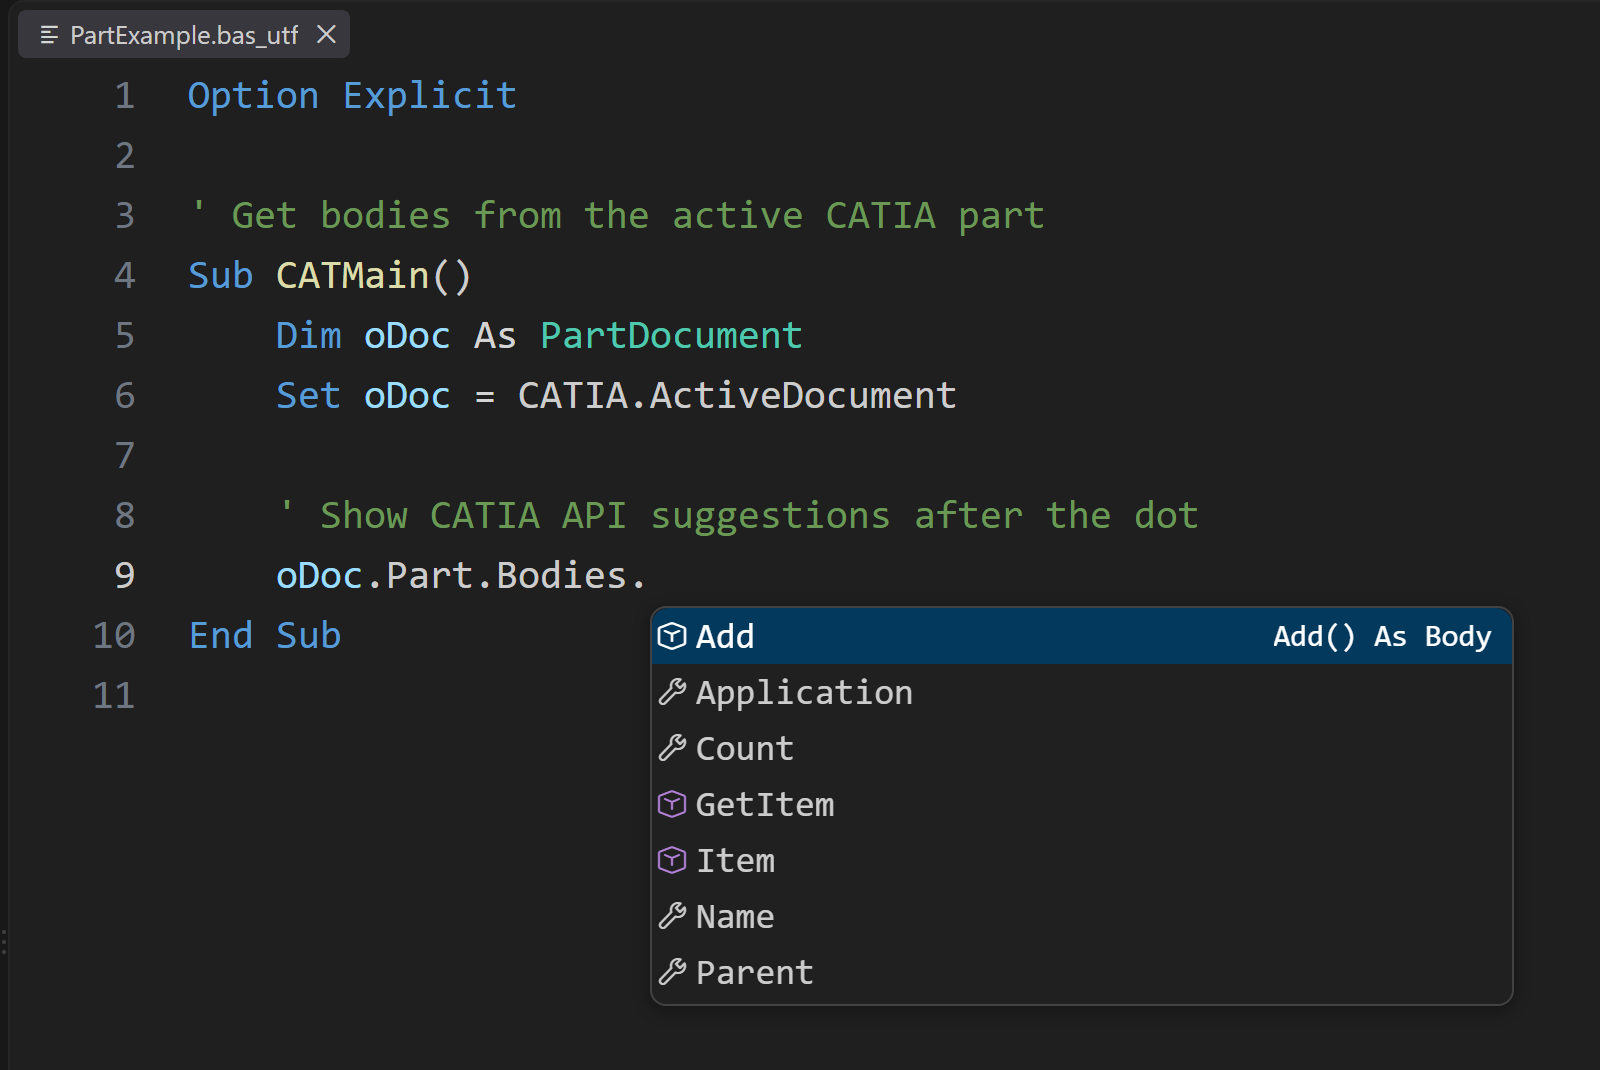 PartExample.bas_utf
1 Option Explicit
2
3 ' Get bodies from the active CATIA part
4 Sub CATMain()
5 Dim oDoc As PartDocument
6 Set oDoc = CATIA.ActiveDocument
7
8 ' Show CATIA API suggestions after the dot
9 oDoc.Part.Bodies.
10 End Sub
11
Add Add() As Body
Application
Count
GetItem
Item
Name
Parent